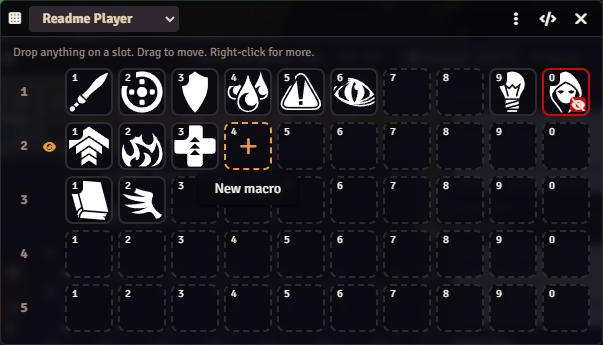 Readme Player
Drop anything on a slot. Drag to move. Right-click for more.
1 1 2 3 4 5 6 7 8 9 0
2 1 2 3 4 5 6 7 8 9 0
New macro
3 1 2 3 6 7 8 9 0
4 1 2 3 4 5 6 7 8 9 0
5 1 2 3 4 5 6 7 8 9 0